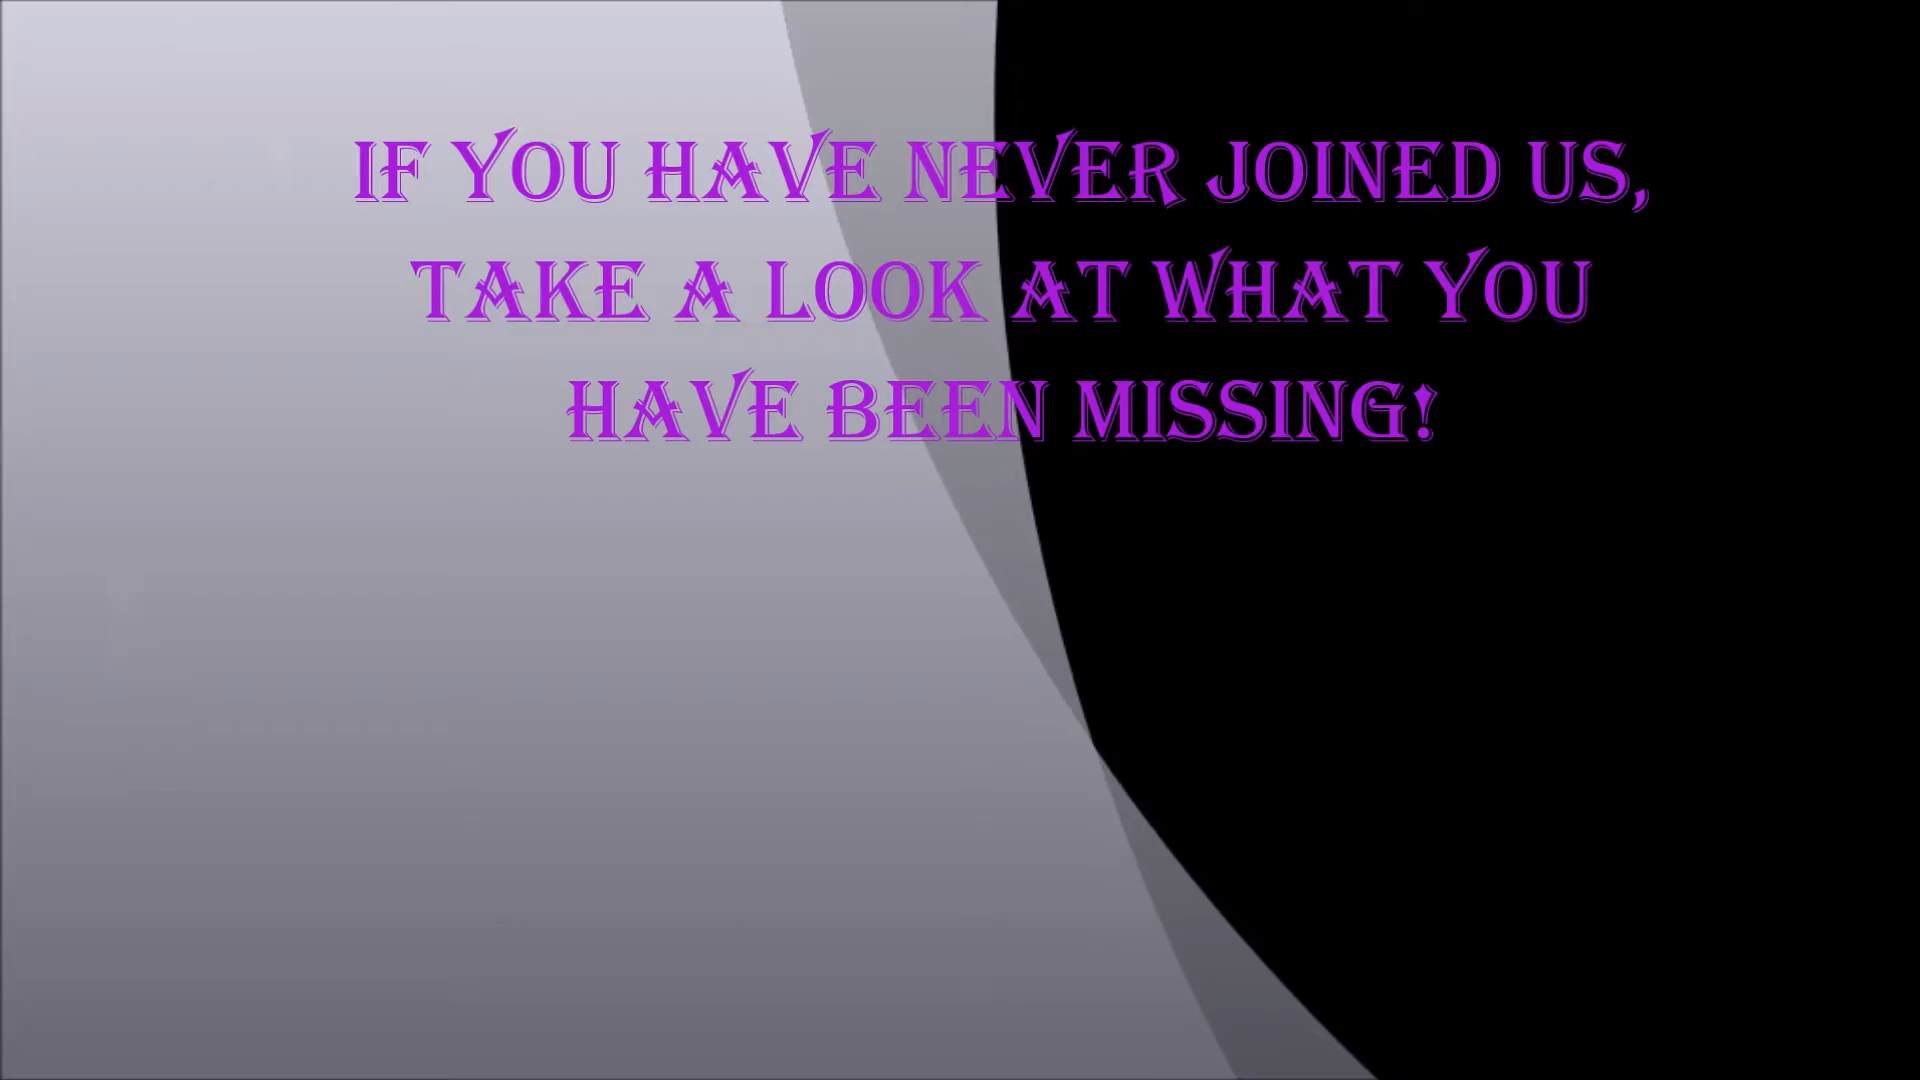 IF YOU HAVE NEVER JOINED US,
TAKE A LOOK AT WHAT YOU
HAVE BEEN MISSING!